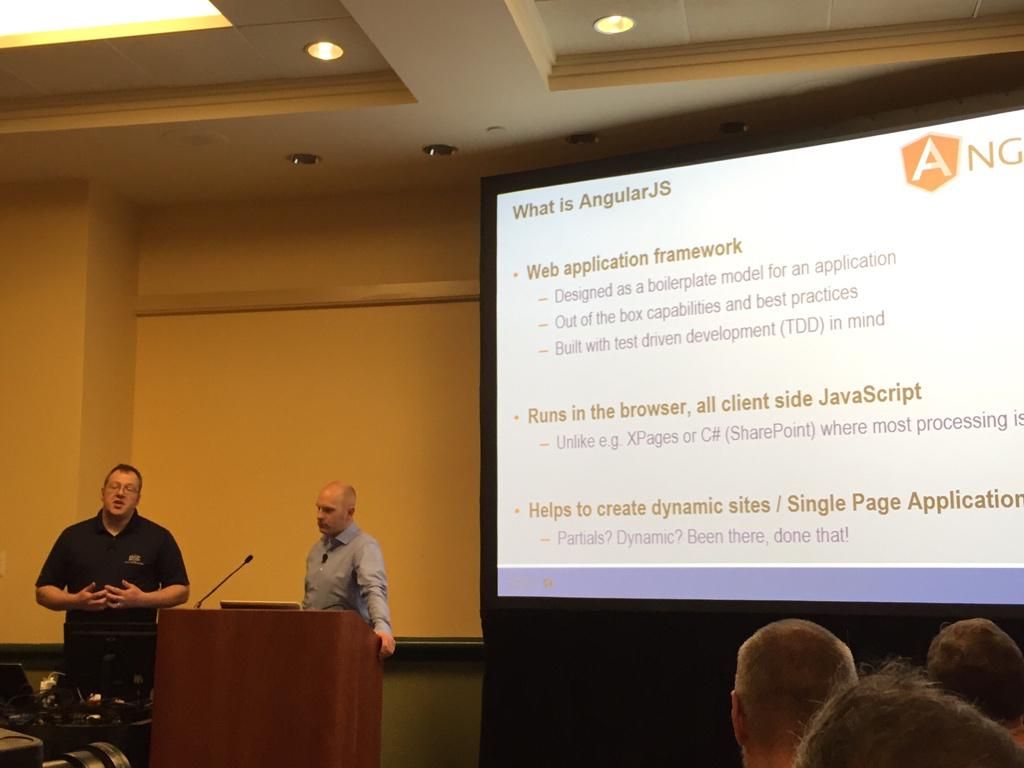 ANG
What is AngularJS
• Web application framework
– Designed as a boilerplate model for an application
– Out of the box capabilities and best practices
– Built with test driven development (TDD) in mind
• Runs in the browser, all client side JavaScript
– Unlike e.g. XPages or C# (SharePoint) where most processing is
• Helps to create dynamic sites / Single Page Application
– Partials? Dynamic? Been there, done that!